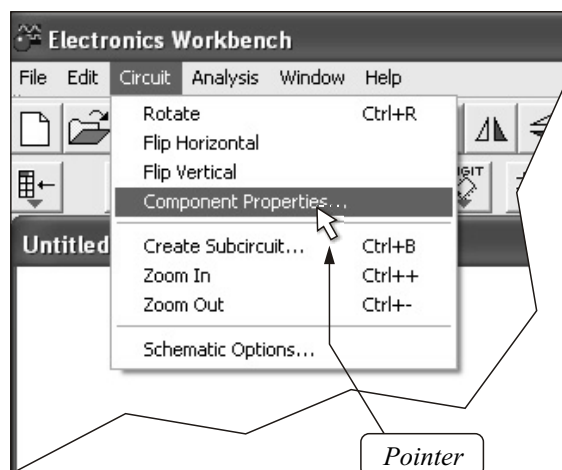 Electronics Workbench
File Edit Circuit Analysis Window Help
Rotate Ctrl+R
Flip Horizontal
Flip Vertical
Component Properties...
Untitled
Create Subcircuit... Ctrl+B
Zoom In Ctrl++
Zoom Out Ctrl+-
Schematic Options...
Pointer